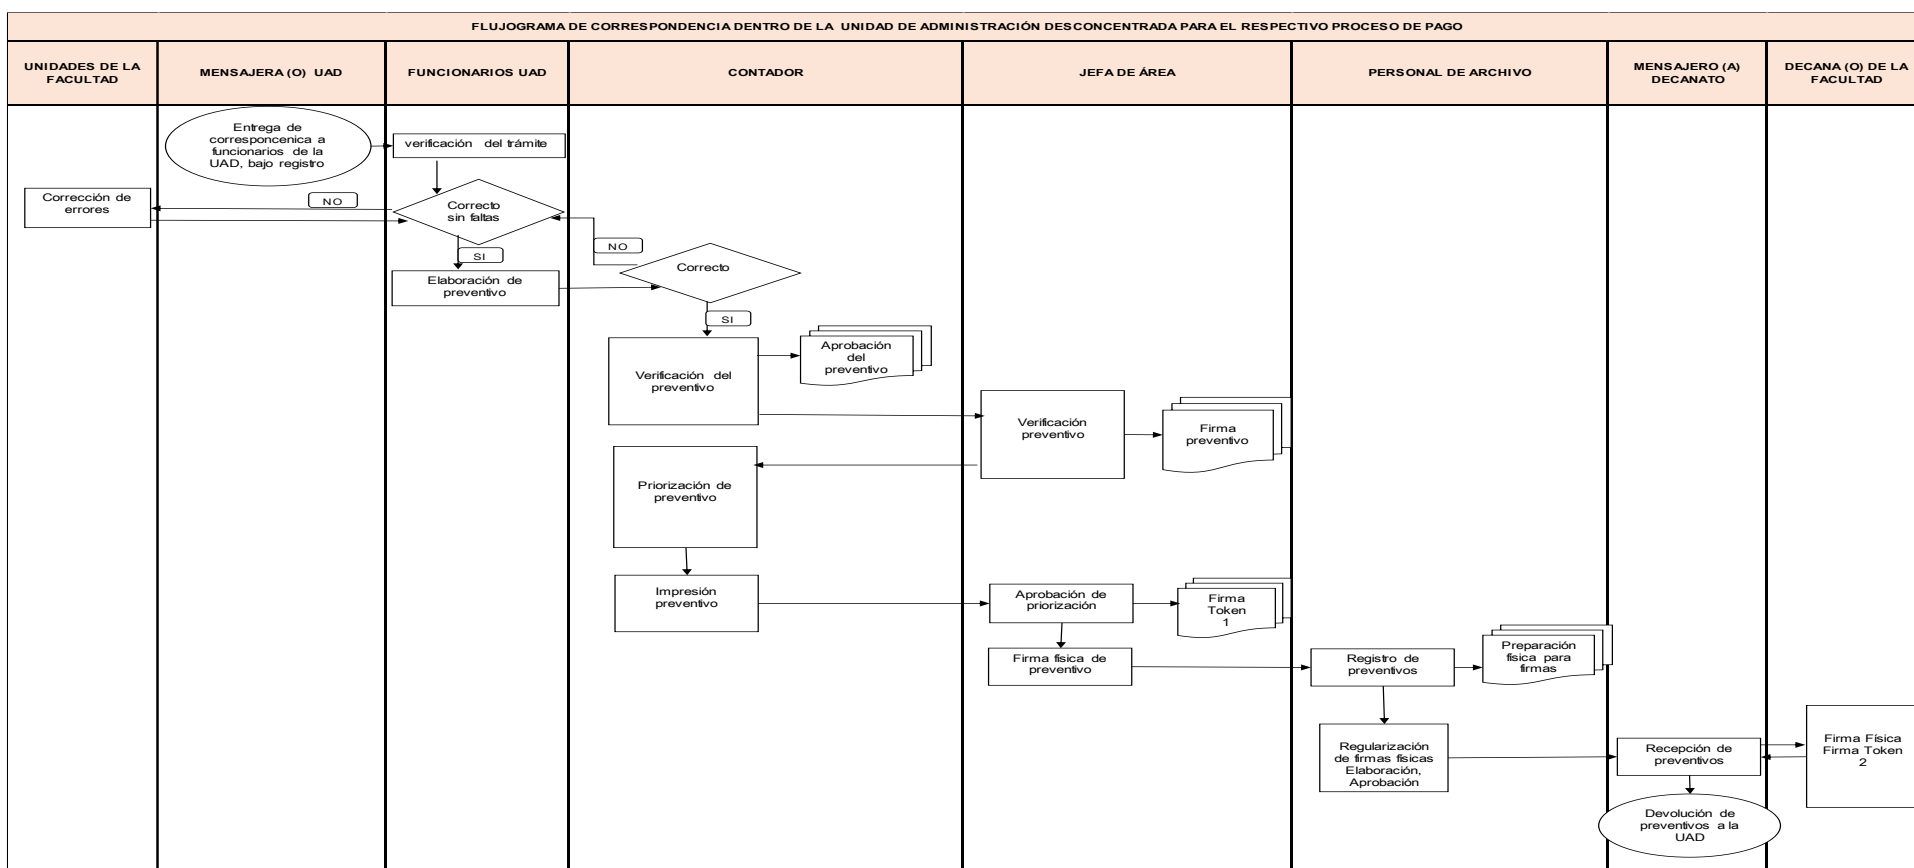 FLUJOGRAMA DE CORRESPONDENCIA DENTRO DE LA UNIDAD DE ADMINISTRACIÓN DESCONCENTRADA PARA EL RESPECTIVO PROCESO DE PAGO
UNIDADES DE LA
FACULTAD
MENSAJERA (O) UAD
FUNCIONARIOS UAD
CONTADOR
JEFA DE ÁREA
PERSONAL DE ARCHIVO
MENSAJERO (A)
DECANATO
DECANA (O) DE LA
FACULTAD
Entrega de
corresponcenica a
funcionarios de la
UAD, bajo registro
verificación del trámite
Corrección de
errores
NO
Correcto
sin faltas
SI
NO
Elaboración de
preventivo
Correcto
SI
Verificación del
preventivo
Aprobación
del
preventivo
Verificación
preventivo
Firma
preventivo
Priorización de
preventivo
Impresión
preventivo
Aprobación de
priorización
Firma
Token
1
Firma física de
preventivo
Registro de
preventivos
Preparación
física para
firmas
Regularización
de firmas físicas
Elaboración,
Aprobación
Recepción de
preventivos
Firma Física
Firma Token
2
Devolución de
preventivos a la
UAD